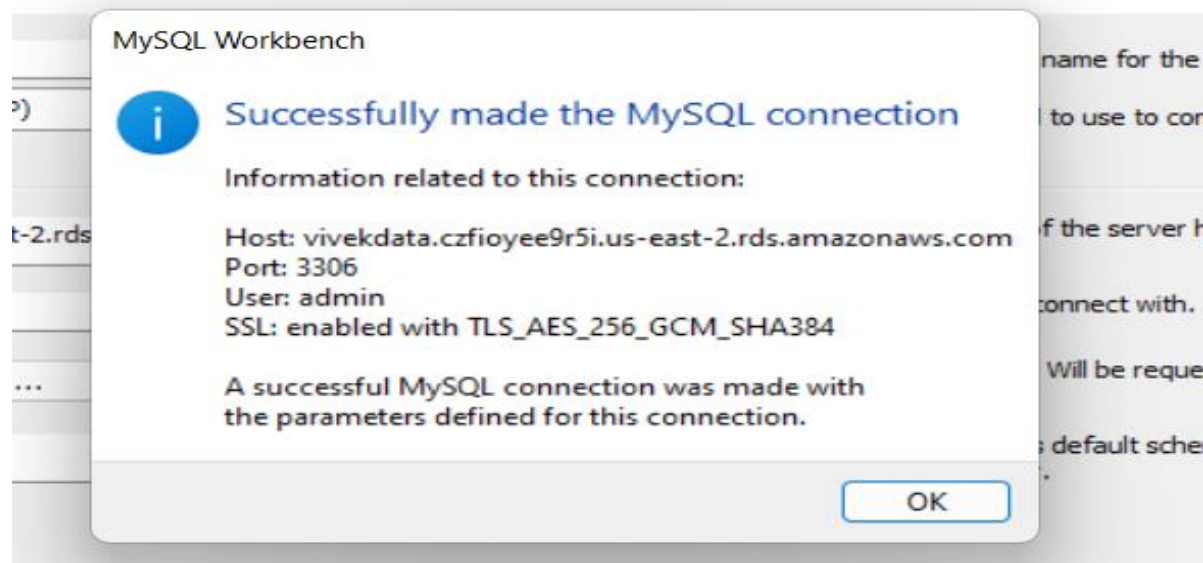 MySQL Workbench
name for the
P)
Successfully made the MySQL connection
to use to con
Information related to this connection:
t-2.rds
Host: vivekdata.czfioyee9r5i.us-east-2.rds.amazonaws.com
f the server h
Port: 3306
User: admin
connect with.
SSL: enabled with TLS_AES_256_GCM_SHA384
...
Will be reque
A successful MySQL connection was made with
the parameters defined for this connection.
s default scher
.
OK